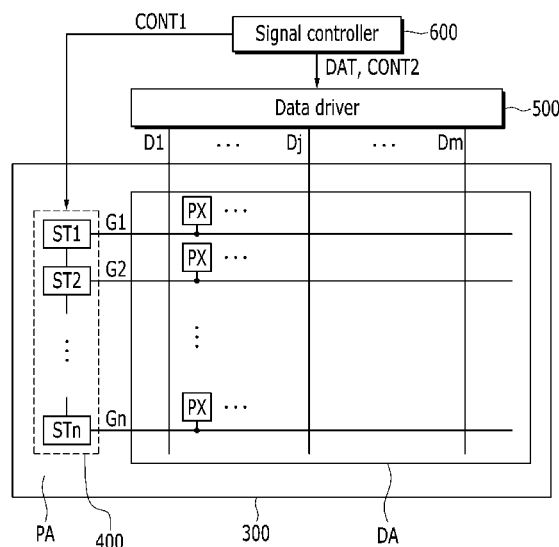 CONT1
Signal controller
600
DAT, CONT2
Data driver
500
D1 ... Dj ... Dm
ST1 G1 PX ...
ST2 G2 PX ...
⋮ ⋮
STn Gn PX ...
PA 400 300 DA